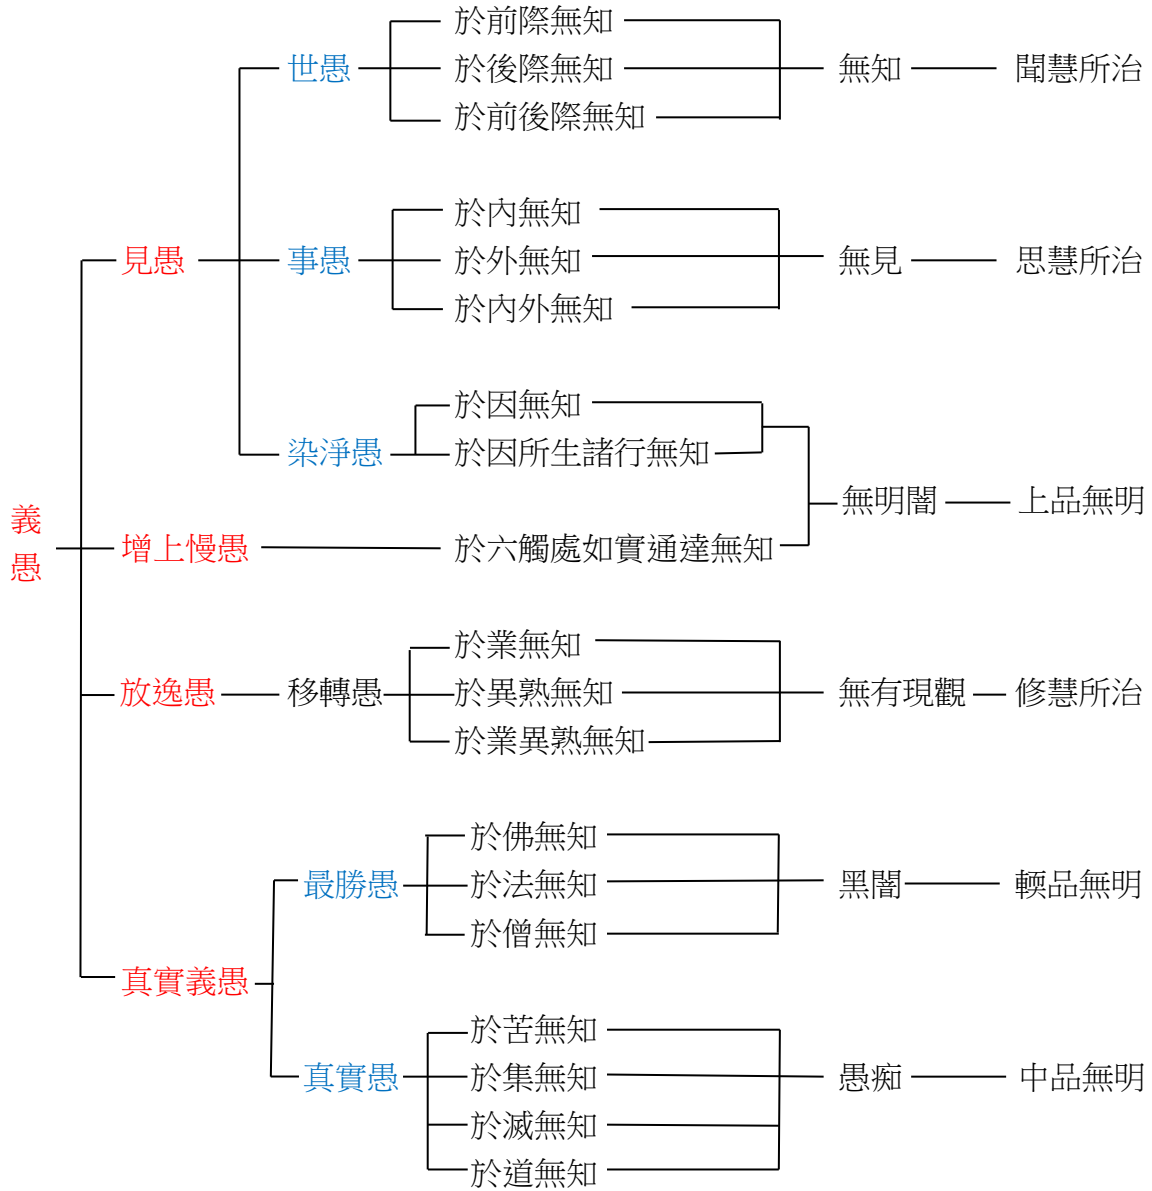 於前際無知
世愚 於後際無知 無知 聞慧所治
於前後際無知
於內無知
見愚 事愚 於外無知 無見 思慧所治
於內外無知
於因無知
染淨愚 於因所生諸行無知
義愚
無明闇 上品無明
增上慢愚 於六觸處如實通達無知
於業無知
放逸愚 移轉愚 於異熟無知 無有現觀 修慧所治
於業異熟無知
於佛無知
最勝愚 於法無知 黑闇 輭品無明
於僧無知
真實義愚
於苦無知
真實愚 於集無知 愚痴 中品無明
於滅無知
於道無知